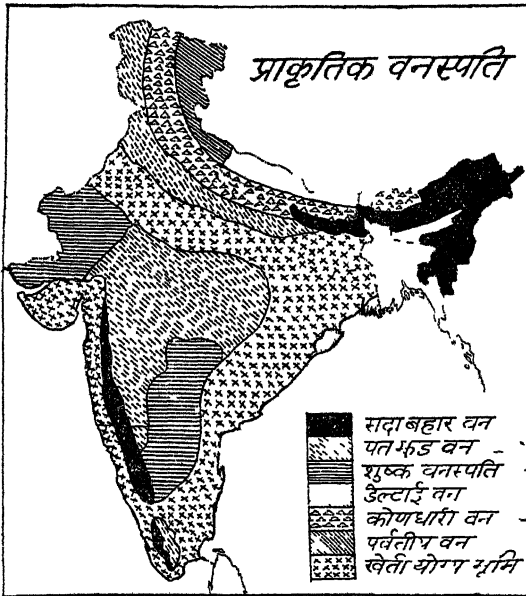 प्राकृतिक वनस्पति
सदाबहार वन
पतझड वन
शुष्क वनस्पति
डेल्टाई वन
कोणधारी वन
पर्वतीय वन
खेती योग्य भूमि